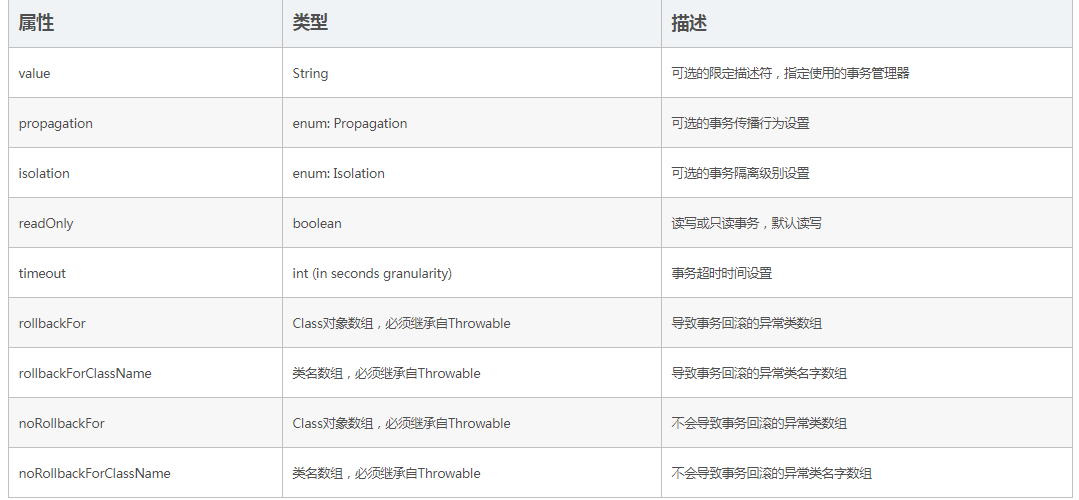 属性 类型 描述
value String 可选的限定描述符，指定使用的事务管理器
propagation enum: Propagation 可选的事务传播行为设置
isolation enum: Isolation 可选的事务隔离级别设置
readOnly boolean 读写或只读事务，默认读写
timeout int (in seconds granularity) 事务超时时间设置
rollbackFor Class对象数组，必须继承自Throwable 导致事务回滚的异常类数组
rollbackForClassName 类名数组，必须继承自Throwable 导致事务回滚的异常类名字数组
noRollbackFor Class对象数组，必须继承自Throwable 不会导致事务回滚的异常类数组
noRollbackForClassName 类名数组，必须继承自Throwable 不会导致事务回滚的异常类名字数组